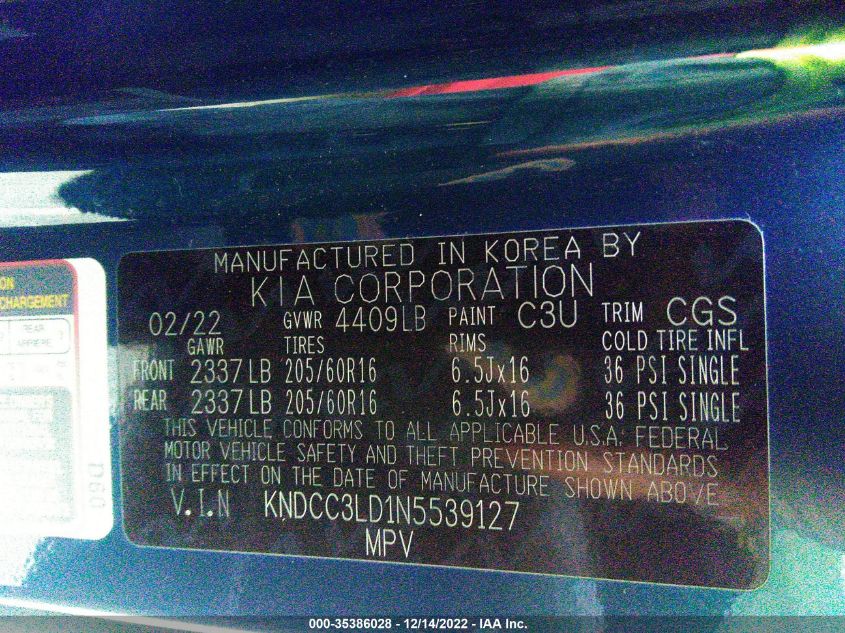 MANUFACTURED IN KOREA BY
KIA CORPORATION
02/22 GVWR 4409LB PAINT C3U TRIM CGS
GAWR TIRES RIMS COLD TIRE INFL
FRONT 2337LB 205/60R16 6.5Jx16 36 PSI SINGLE
REAR 2337LB 205/60R16 6.5Jx16 36 PSI SINGLE
THIS VEHICLE CONFORMS TO ALL APPLICABLE U.S.A. FEDERAL
MOTOR VEHICLE SAFETY AND THEFT PREVENTION STANDARDS
IN EFFECT ON THE DATE OF MANUFACTURE SHOWN ABOVE
V.I.N KNDCC3LD1N5539127
MPV
ON
CHARGEMENT
REAR
ARRIÈRE
000-35386028 - 12/14/2022 - IAA Inc.